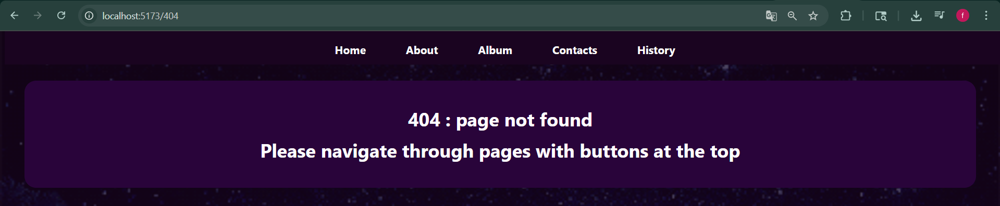 localhost:5173/404
f
Home About Album Contacts History
404 : page not found
Please navigate through pages with buttons at the top